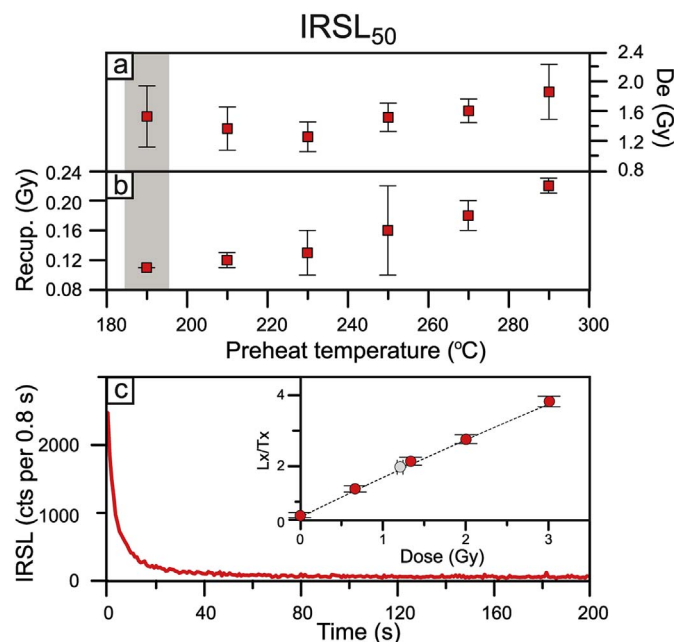 IRSL50
a
2.4
2.0
1.6
1.2
0.8
De (Gy)
b
0.24
0.20
0.16
0.12
0.08
Recup. (Gy)
180 200 220 240 260 280 300
Preheat temperature (ºC)
c
2000
1000
0
IRSL (cts per 0.8 s)
4
2
0
Lx/Tx
0 1 2 3
Dose (Gy)
0 40 80 120 160 200
Time (s)